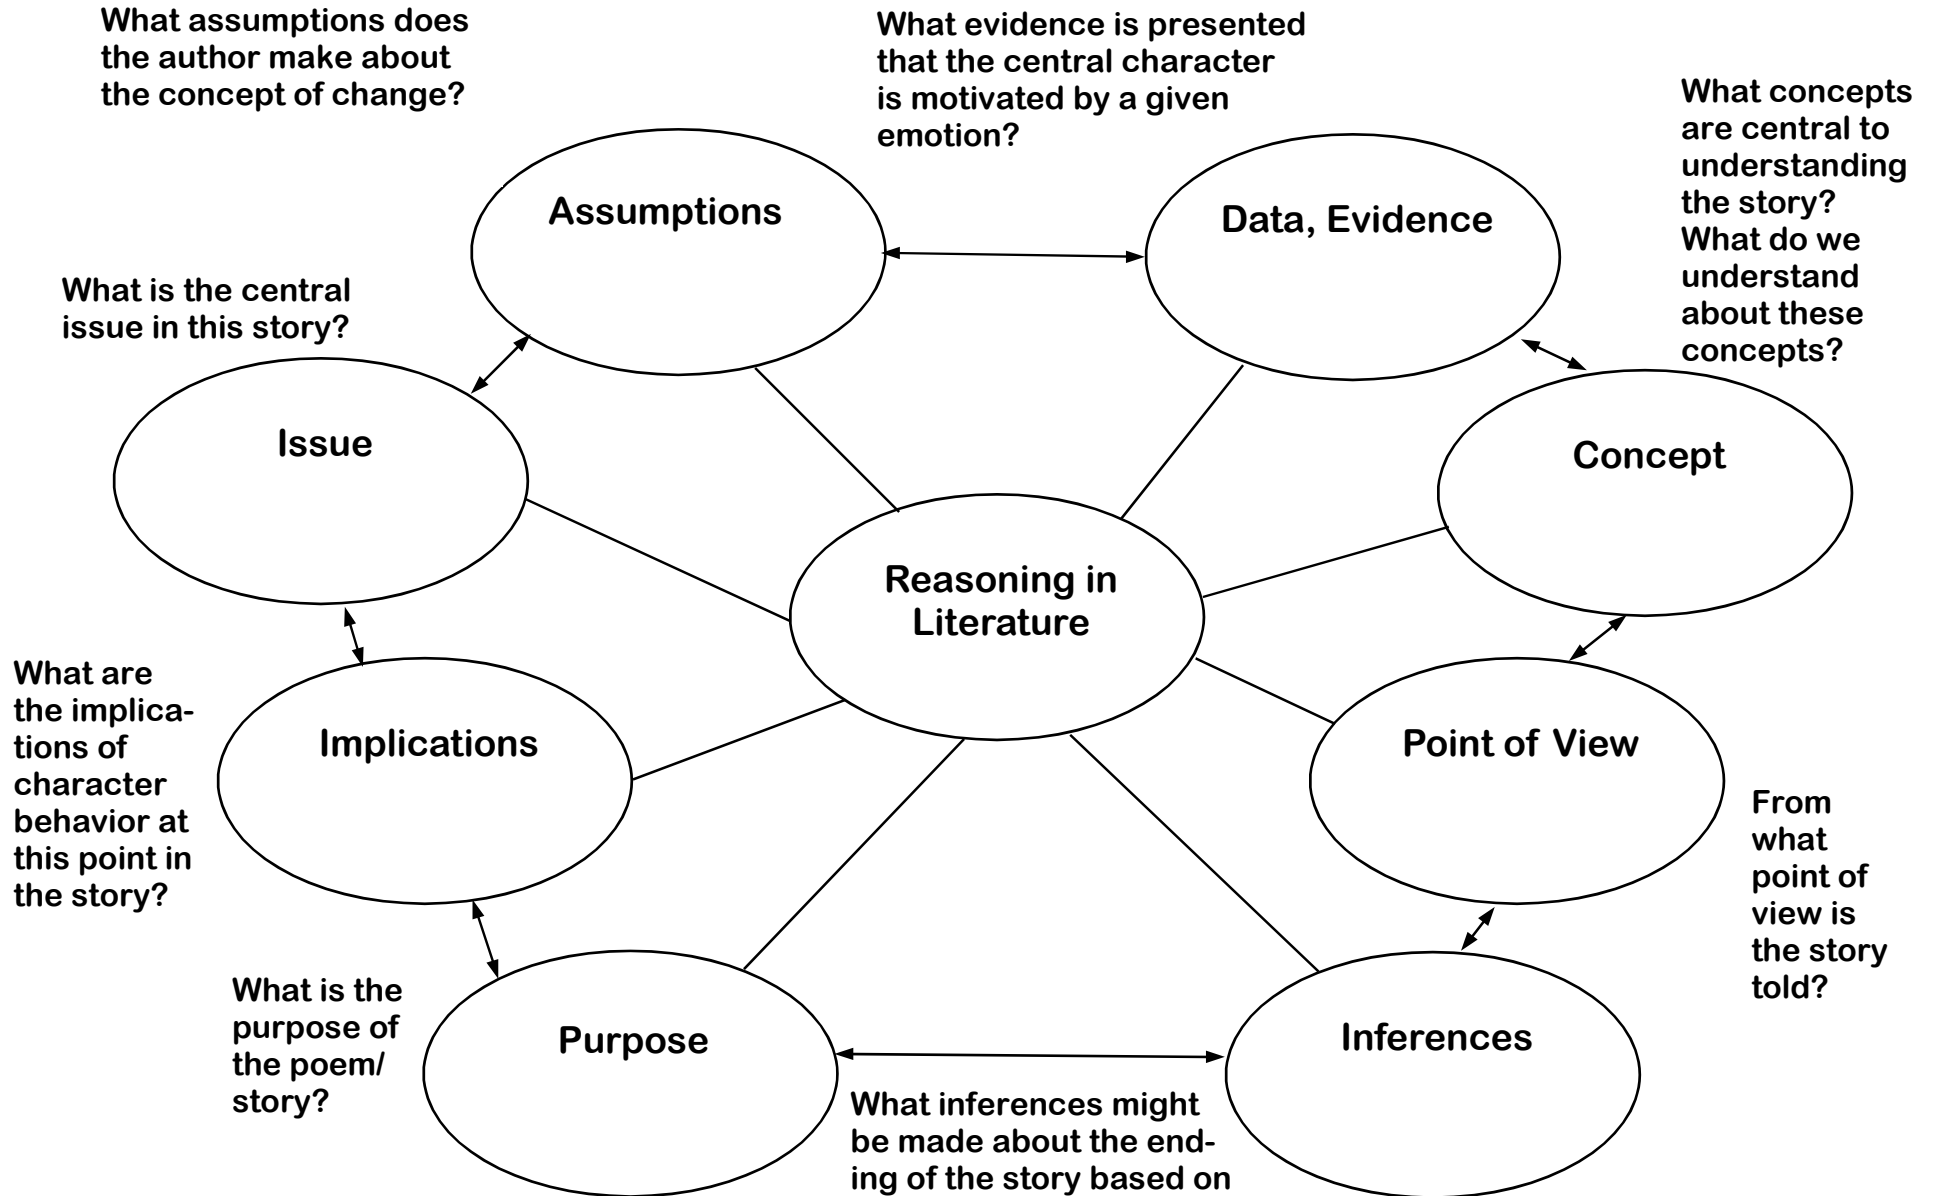 What assumptions does
the author make about
the concept of change?
What evidence is presented
that the central character
is motivated by a given
emotion?
What concepts
are central to
understanding
the story?
What do we
understand
about these
concepts?
Assumptions
Data, Evidence
What is the central
issue in this story?
Issue
Concept
Reasoning in
Literature
What are
the implica-
tions of
character
behavior at
this point in
the story?
Implications
Point of View
From
what
point of
view is
the story
told?
What is the
purpose of
the poem/
story?
Purpose
Inferences
What inferences might
be made about the end-
ing of the story based on